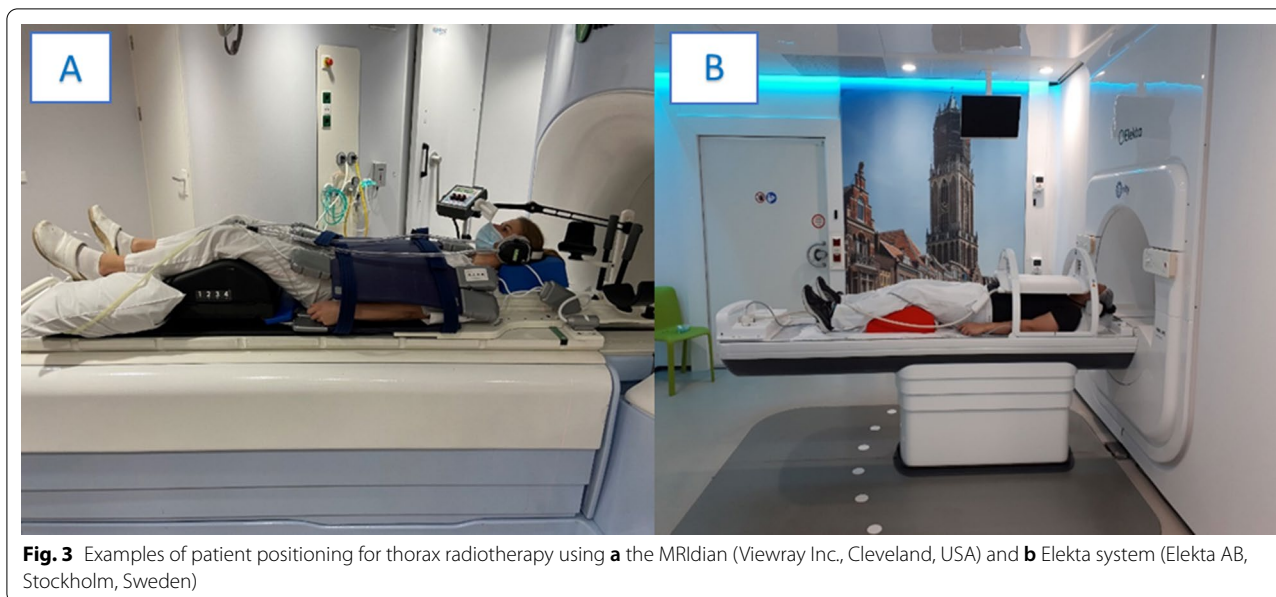 A
B
Elekta
1 2 3 4
Fig. 3 Examples of patient positioning for thorax radiotherapy using a the MRIdian (Viewray Inc., Cleveland, USA) and b Elekta system (Elekta AB,
Stockholm, Sweden)